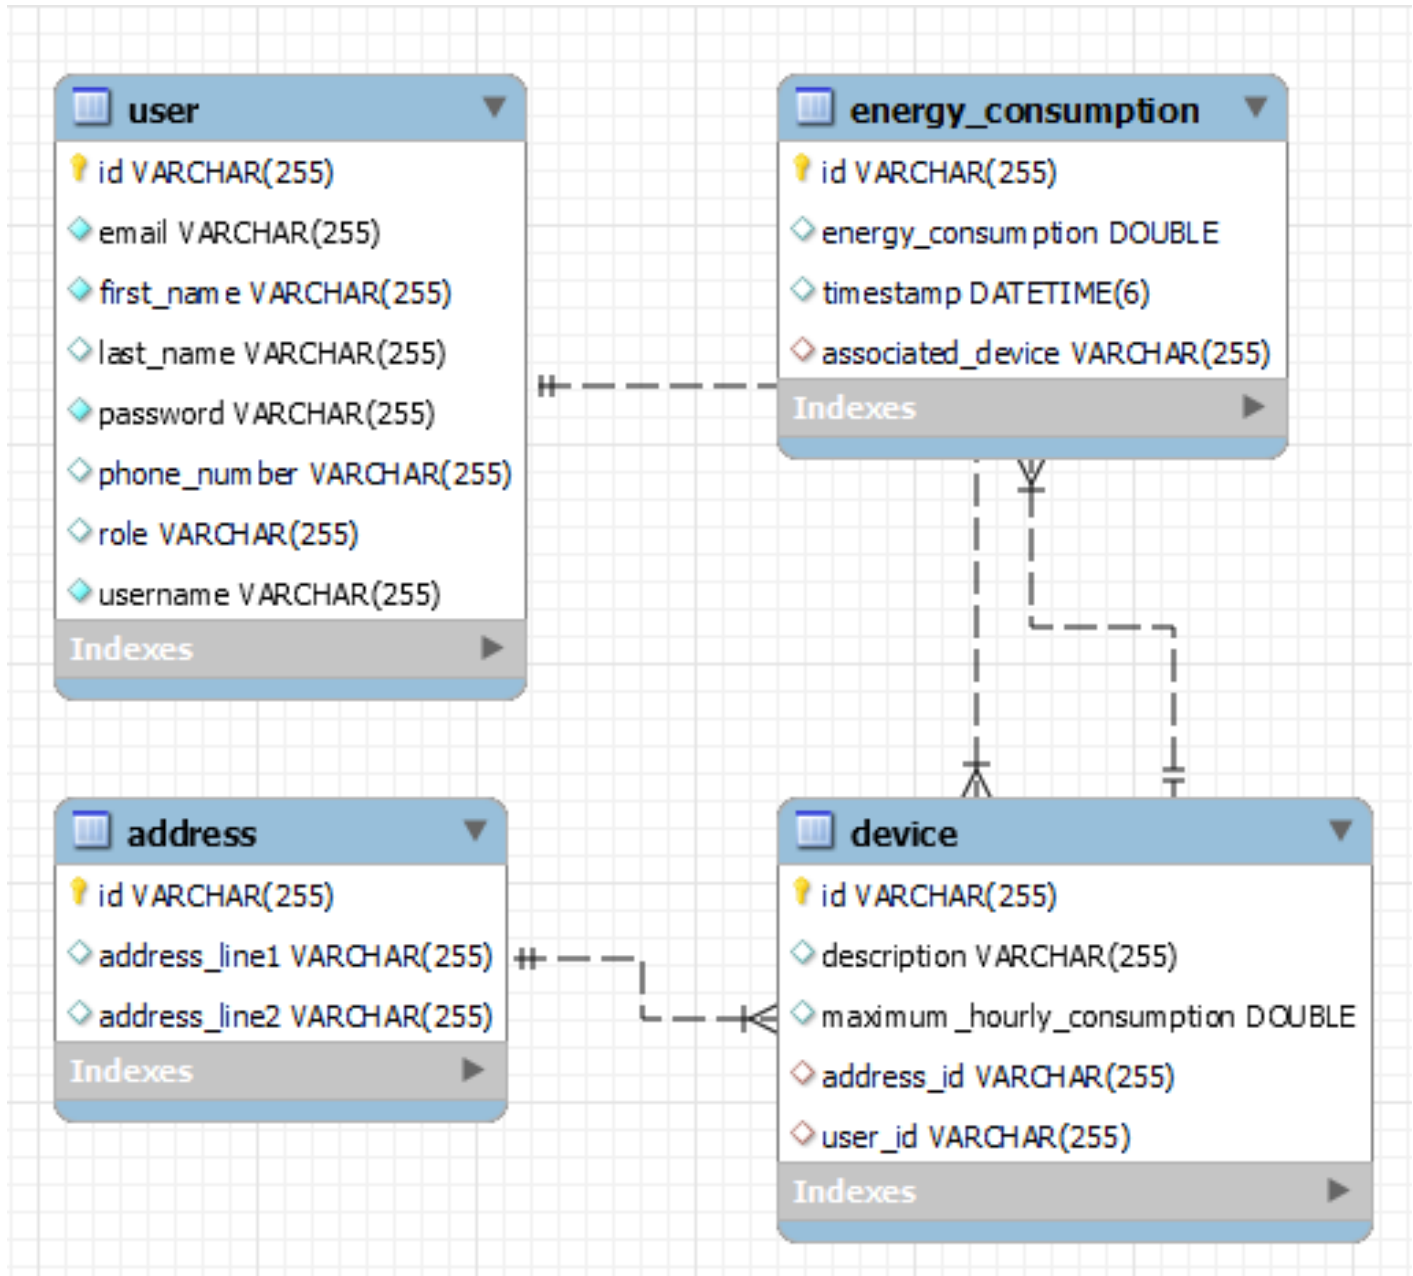 user
id VARCHAR(255)
email VARCHAR(255)
first_name VARCHAR(255)
last_name VARCHAR(255)
password VARCHAR(255)
phone_number VARCHAR(255)
role VARCHAR(255)
username VARCHAR(255)
Indexes
energy_consumption
id VARCHAR(255)
energy_consumption DOUBLE
timestamp DATETIME(6)
associated_device VARCHAR(255)
Indexes
address
id VARCHAR(255)
address_line1 VARCHAR(255)
address_line2 VARCHAR(255)
Indexes
device
id VARCHAR(255)
description VARCHAR(255)
maximum_hourly_consumption DOUBLE
address_id VARCHAR(255)
user_id VARCHAR(255)
Indexes